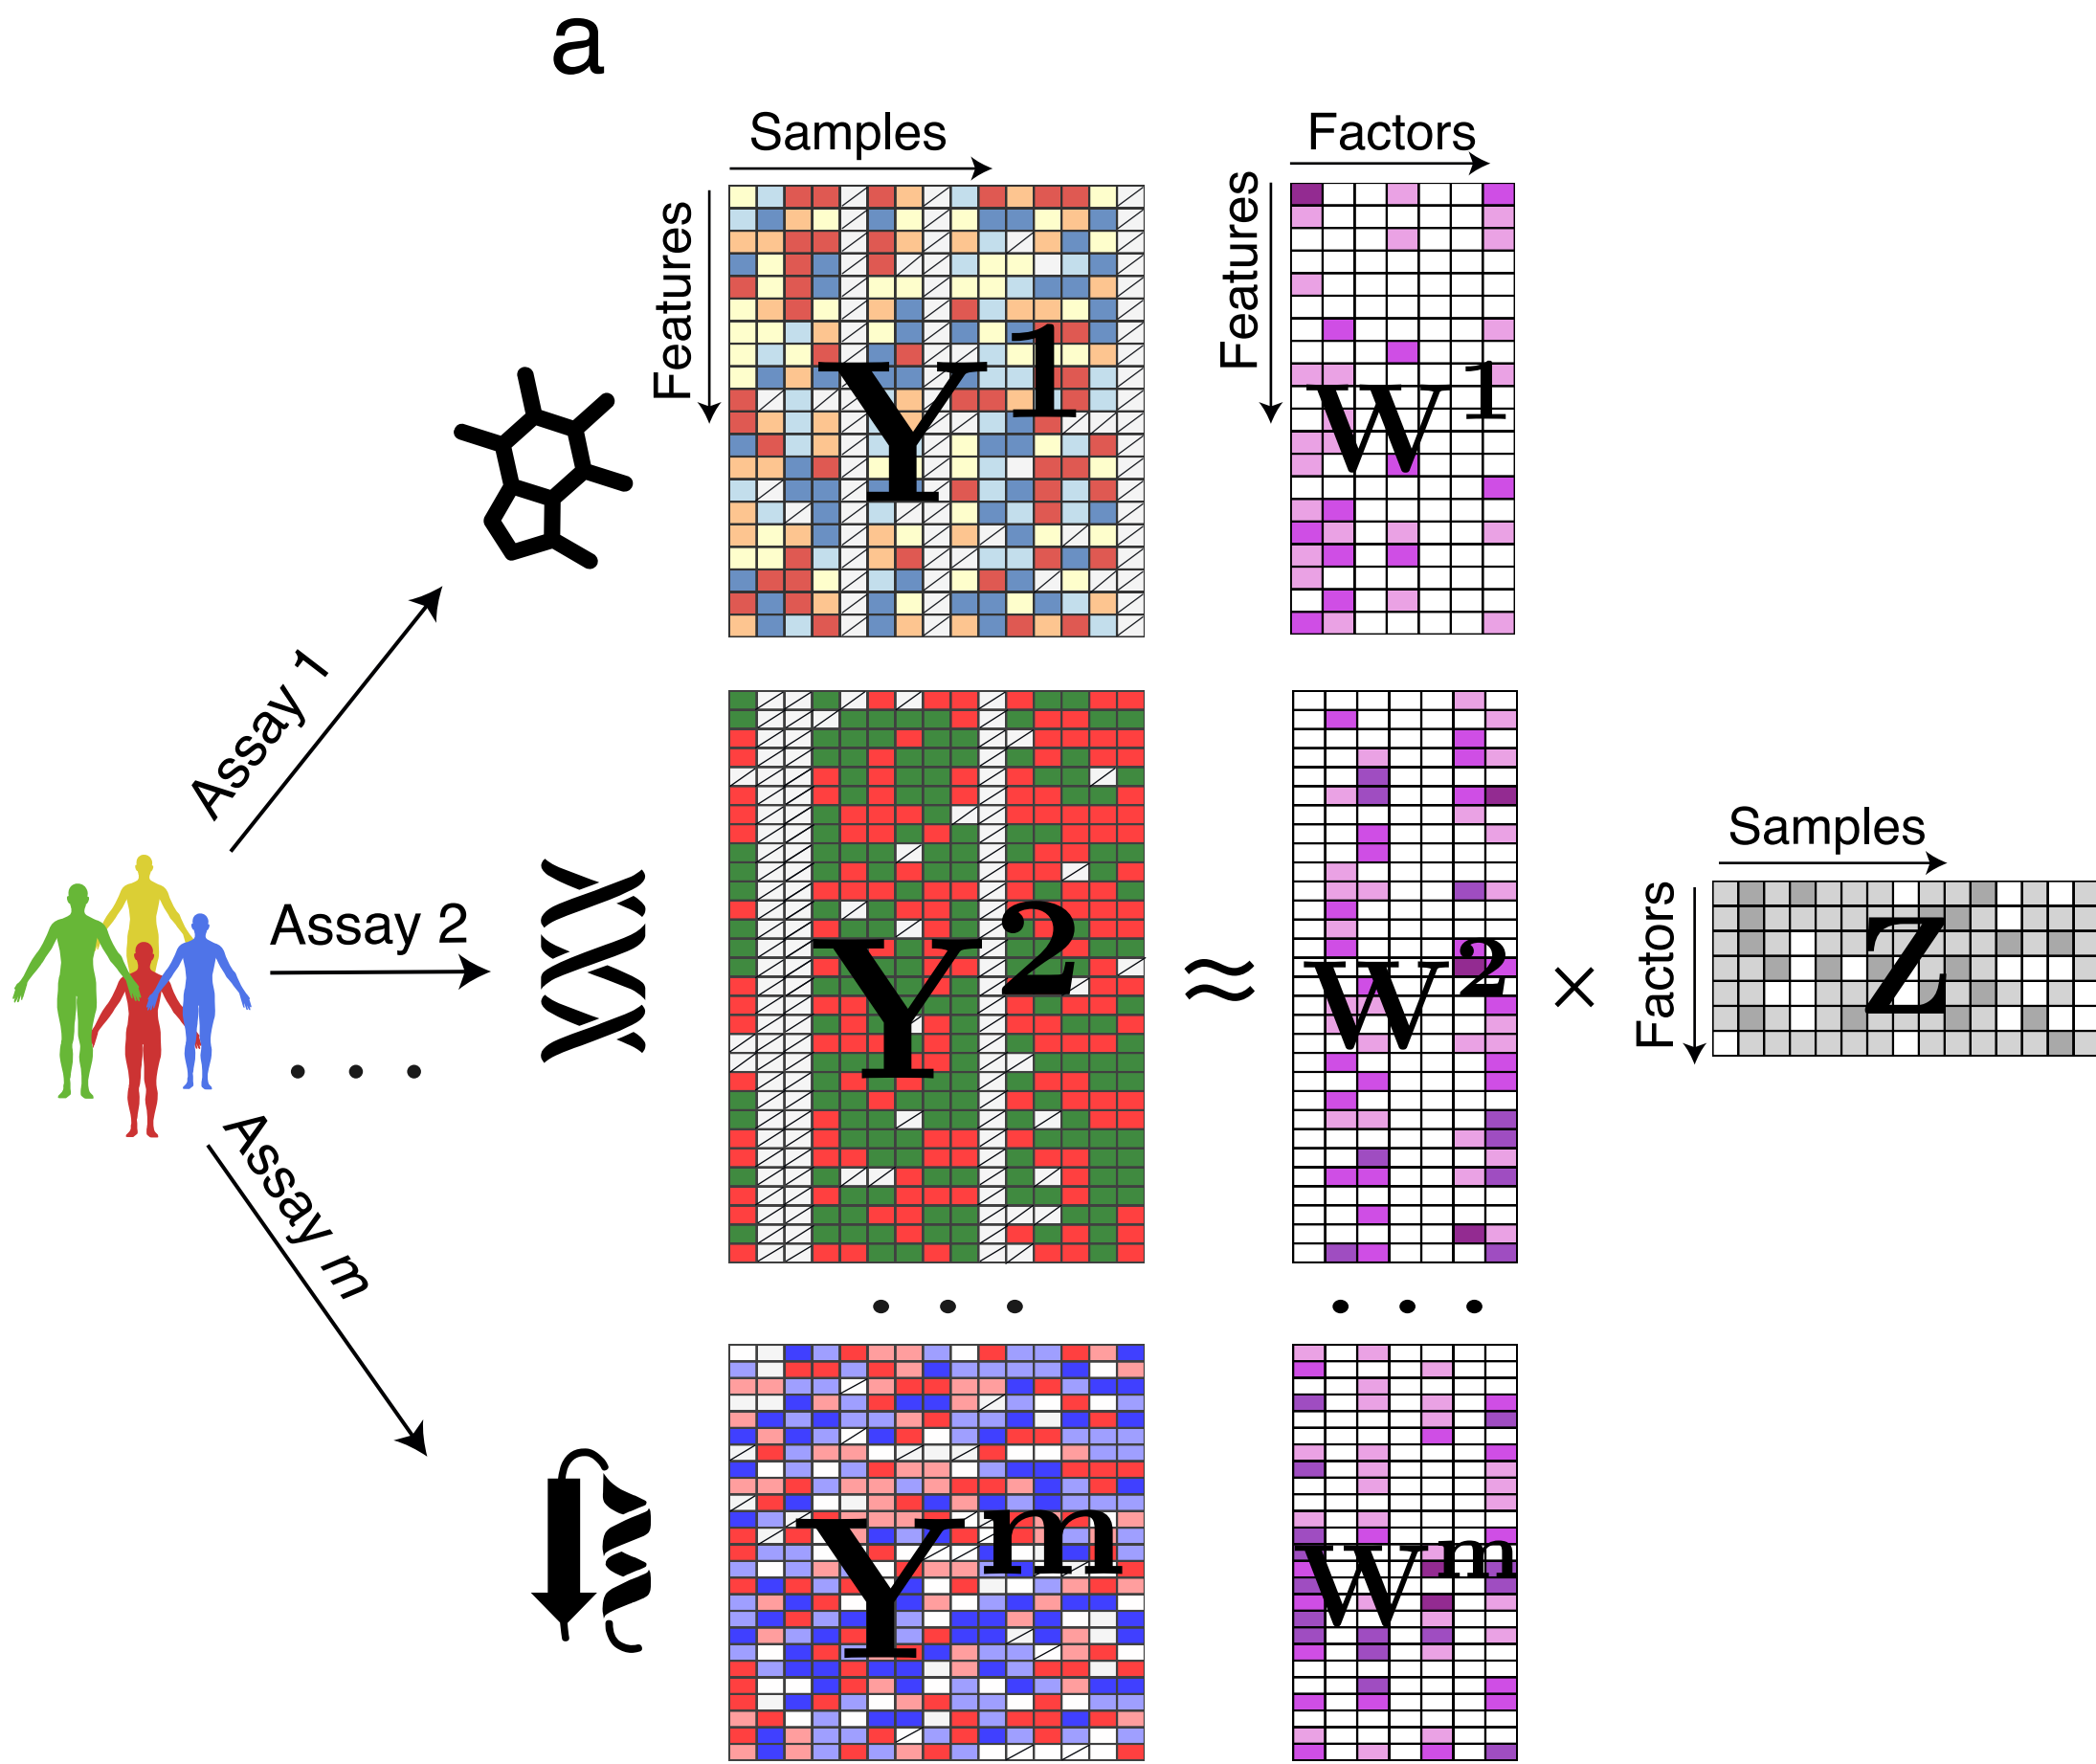 a
Samples
Factors
Features
Features
Y¹
W¹
Assay 1
Assay 2
Assay m
Y²
≈
W²
×
Samples
Factors
Z
Yᵐ
Wᵐ